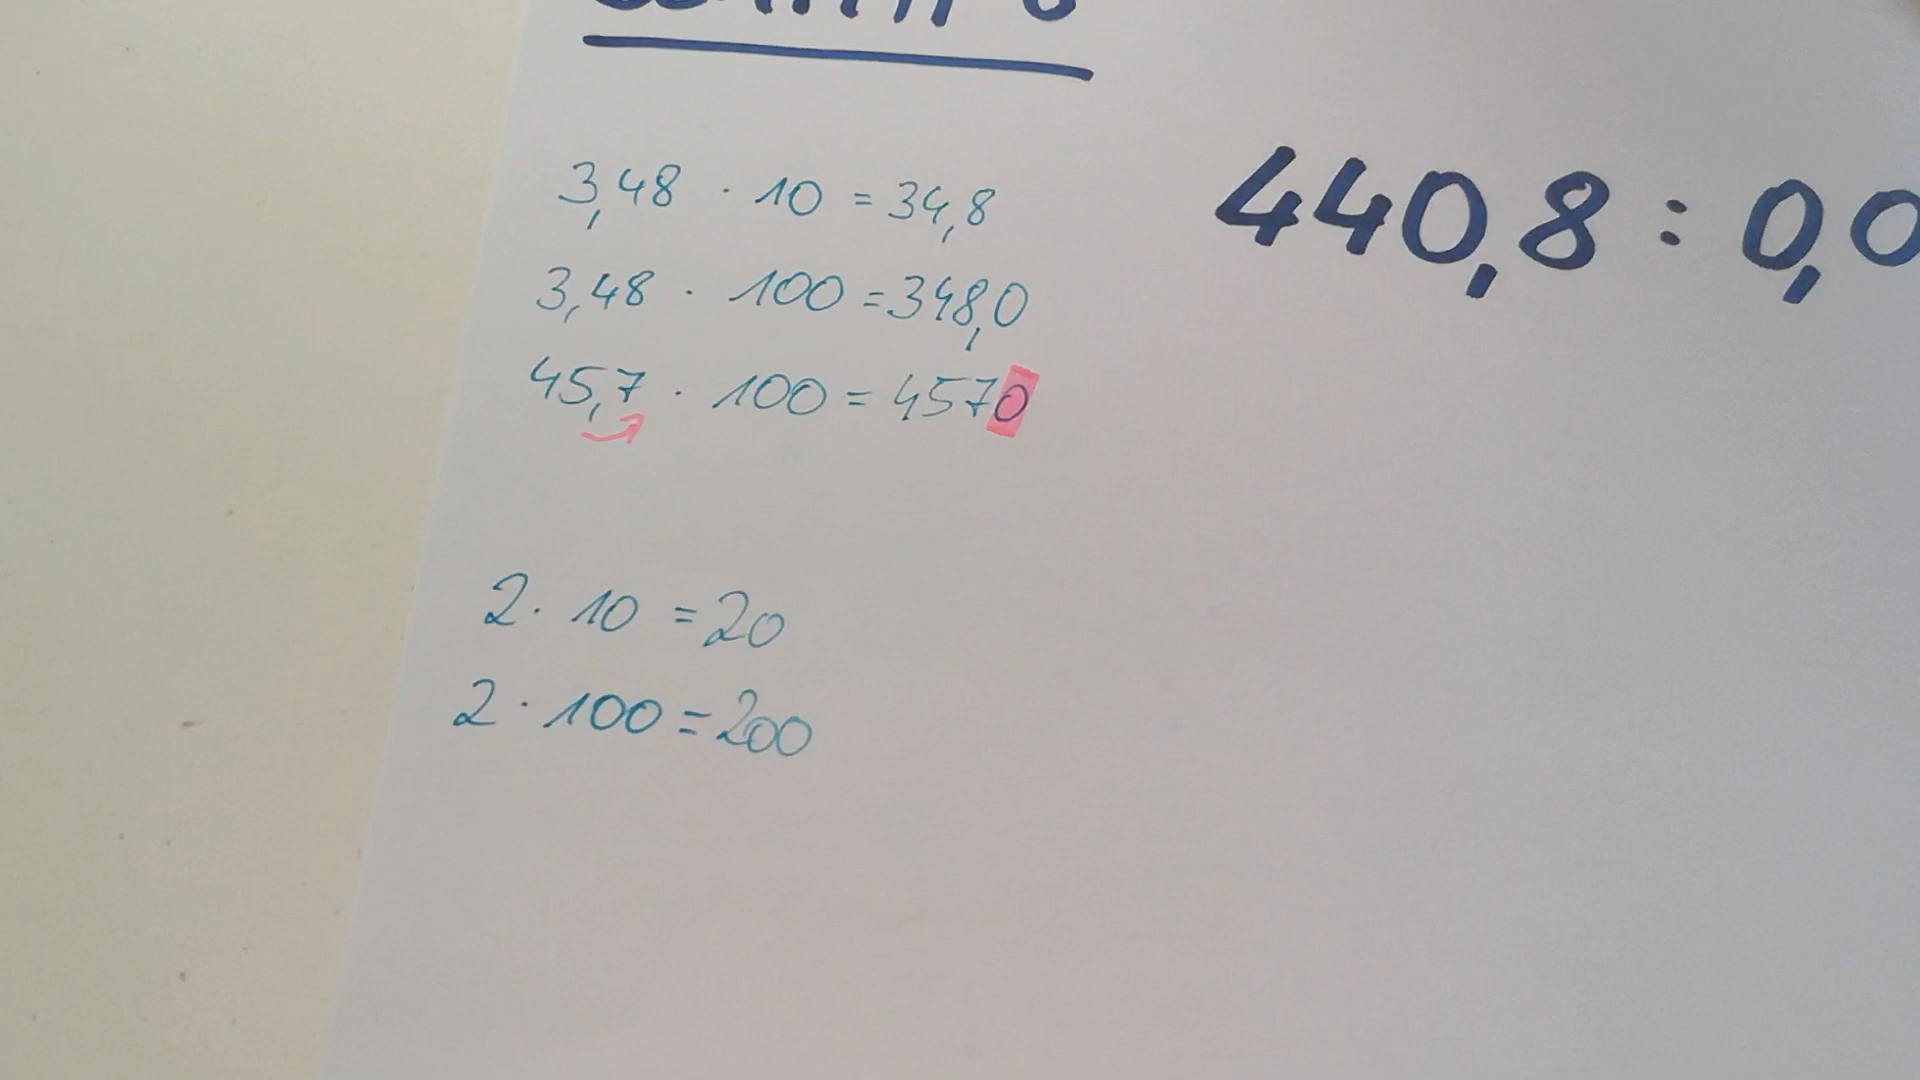 3,48 · 10 = 34,8
3,48 · 100 = 348,0
45,7 · 100 = 4570
2 · 10 = 20
2 · 100 = 200
440,8 : 0,0